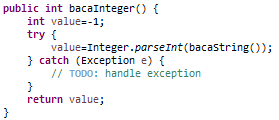 public int bacaInteger() {
    int value=-1;
    try {
        value=Integer.parseInt(bacaString());
    } catch (Exception e) {
        // TODO: handle exception
    }
    return value;
}